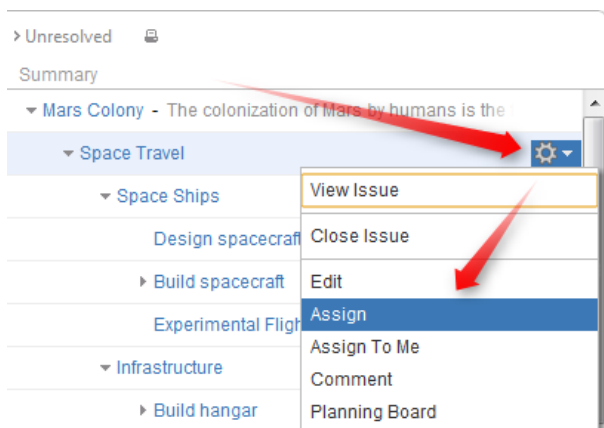 Unresolved
Summary
Mars Colony - The colonization of Mars by humans is the
Space Travel
Space Ships
View Issue
Design spacecraft
Close Issue
Build spacecraft
Edit
Experimental Fligh
Assign
Assign To Me
Infrastructure
Comment
Build hangar
Planning Board